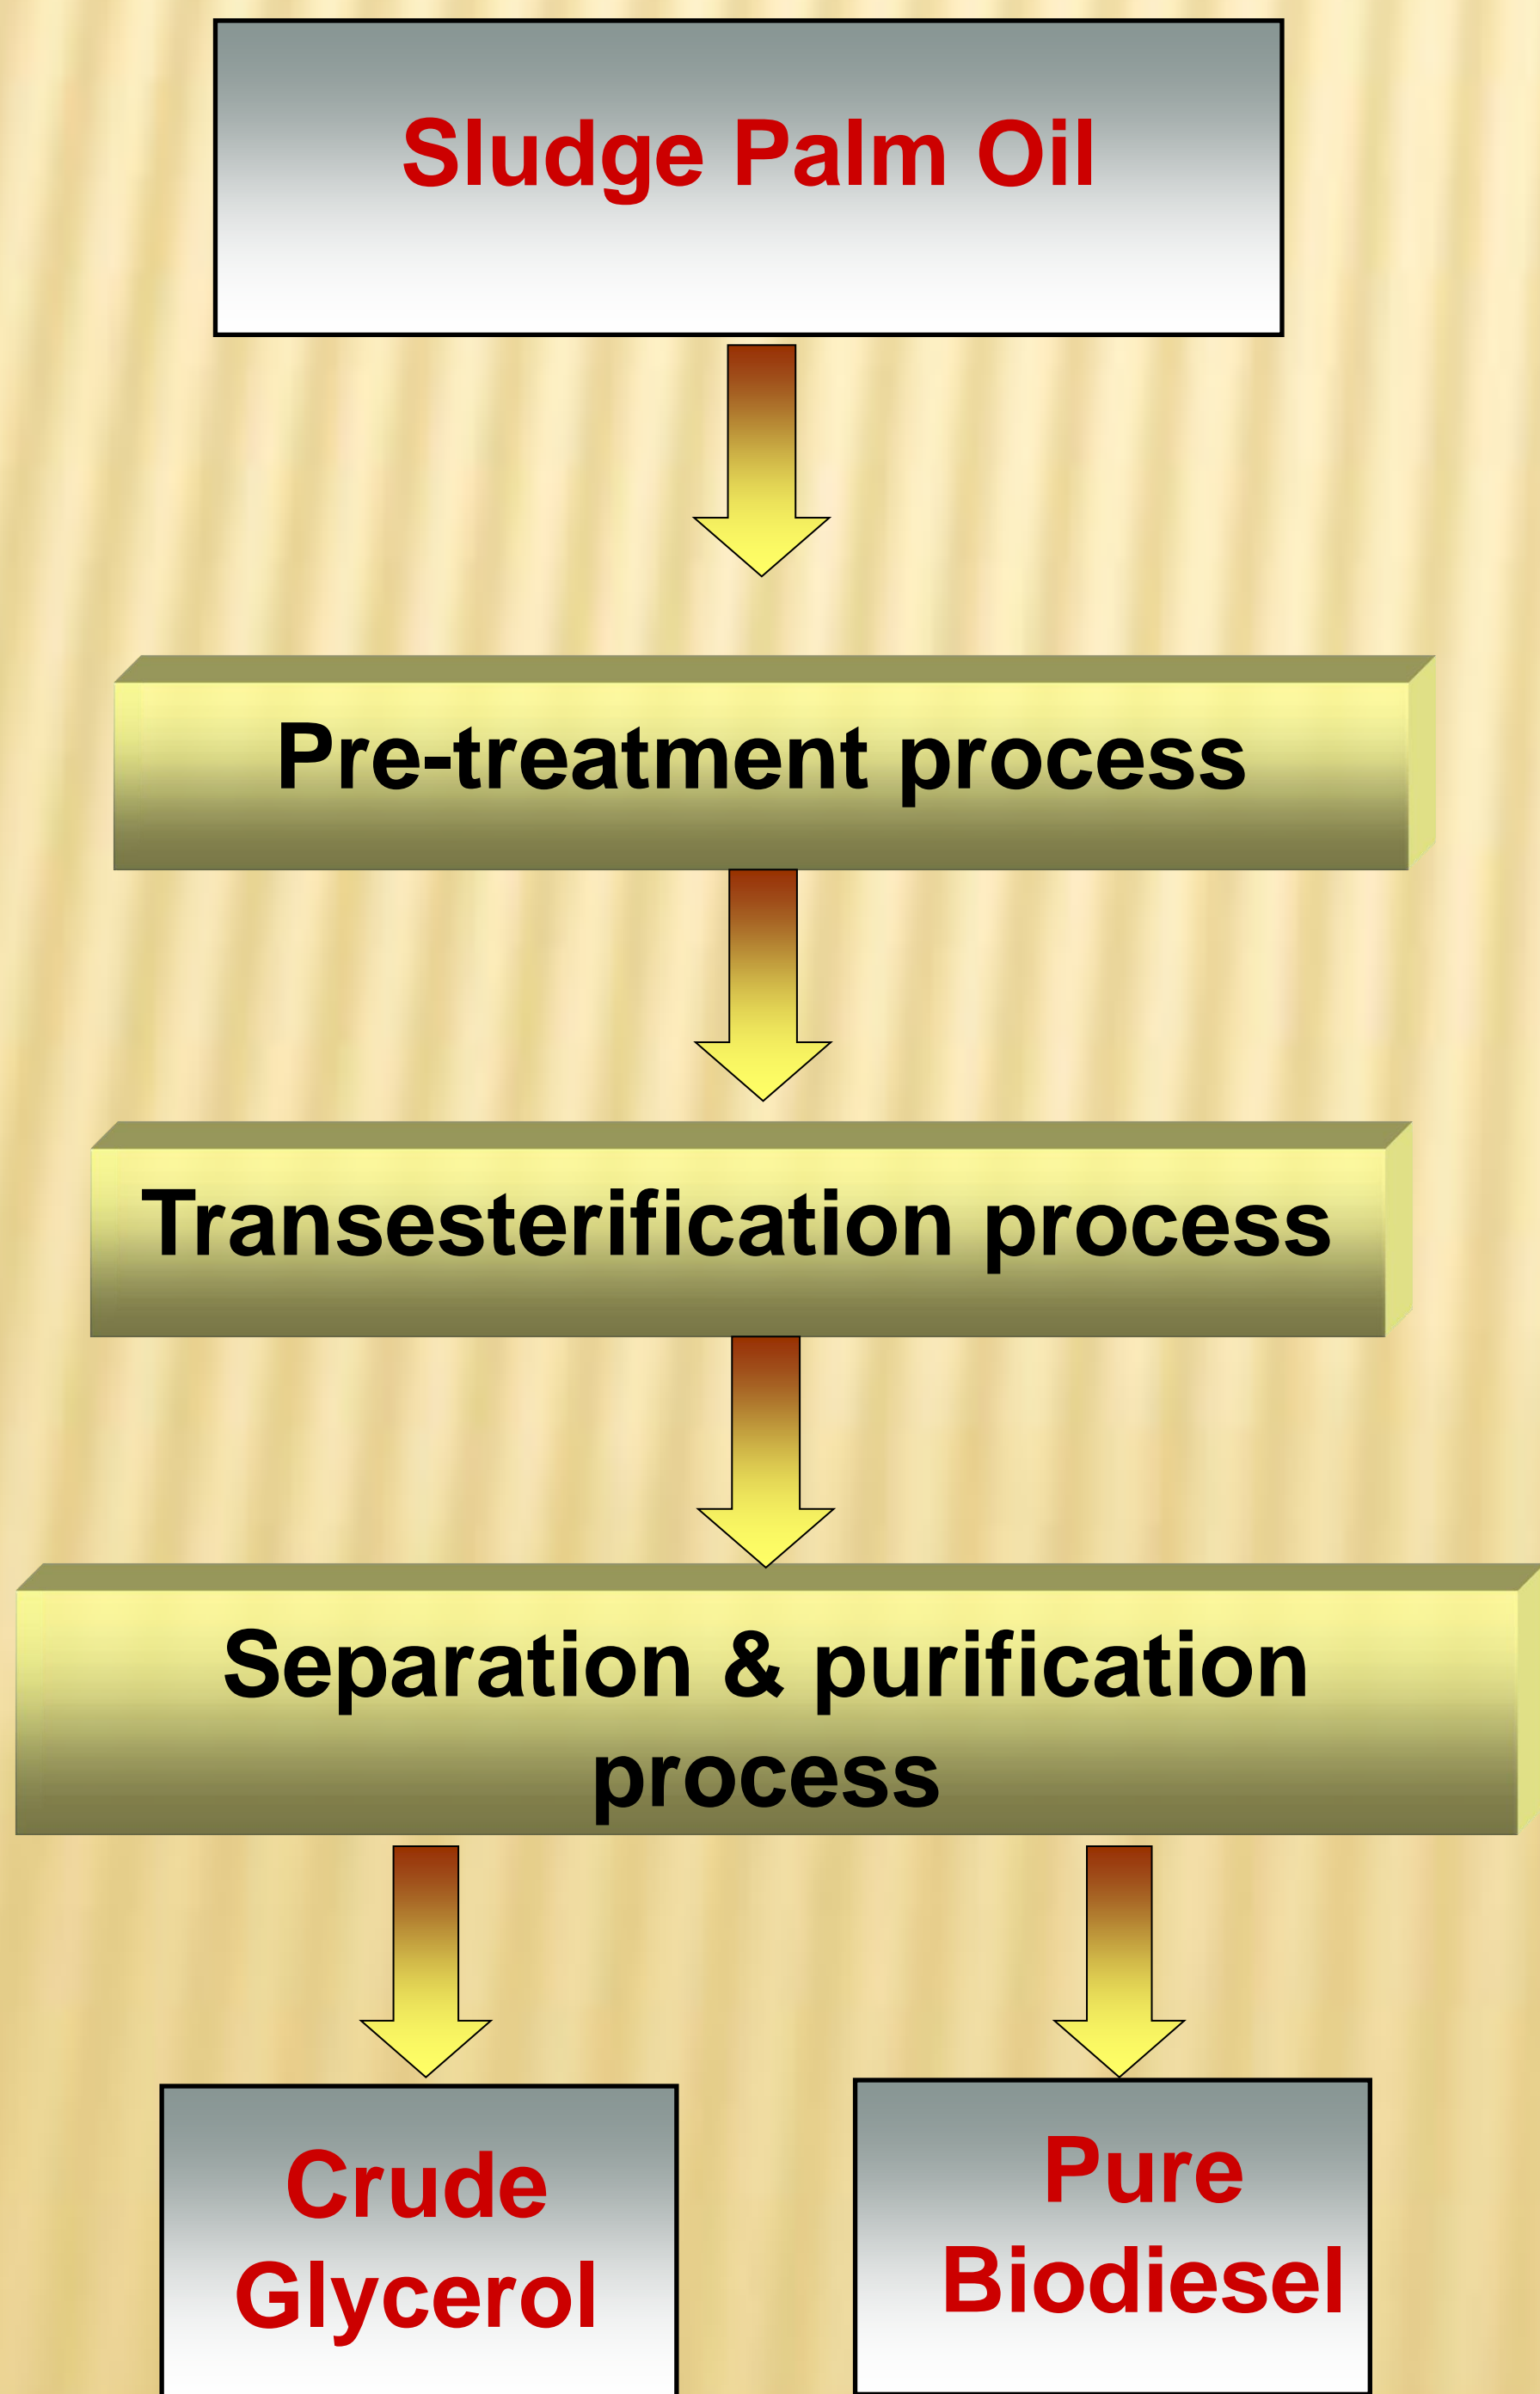 Sludge Palm Oil
Pre-treatment process
Transesterification process
Separation & purification
process
Crude
Glycerol
Pure
Biodiesel